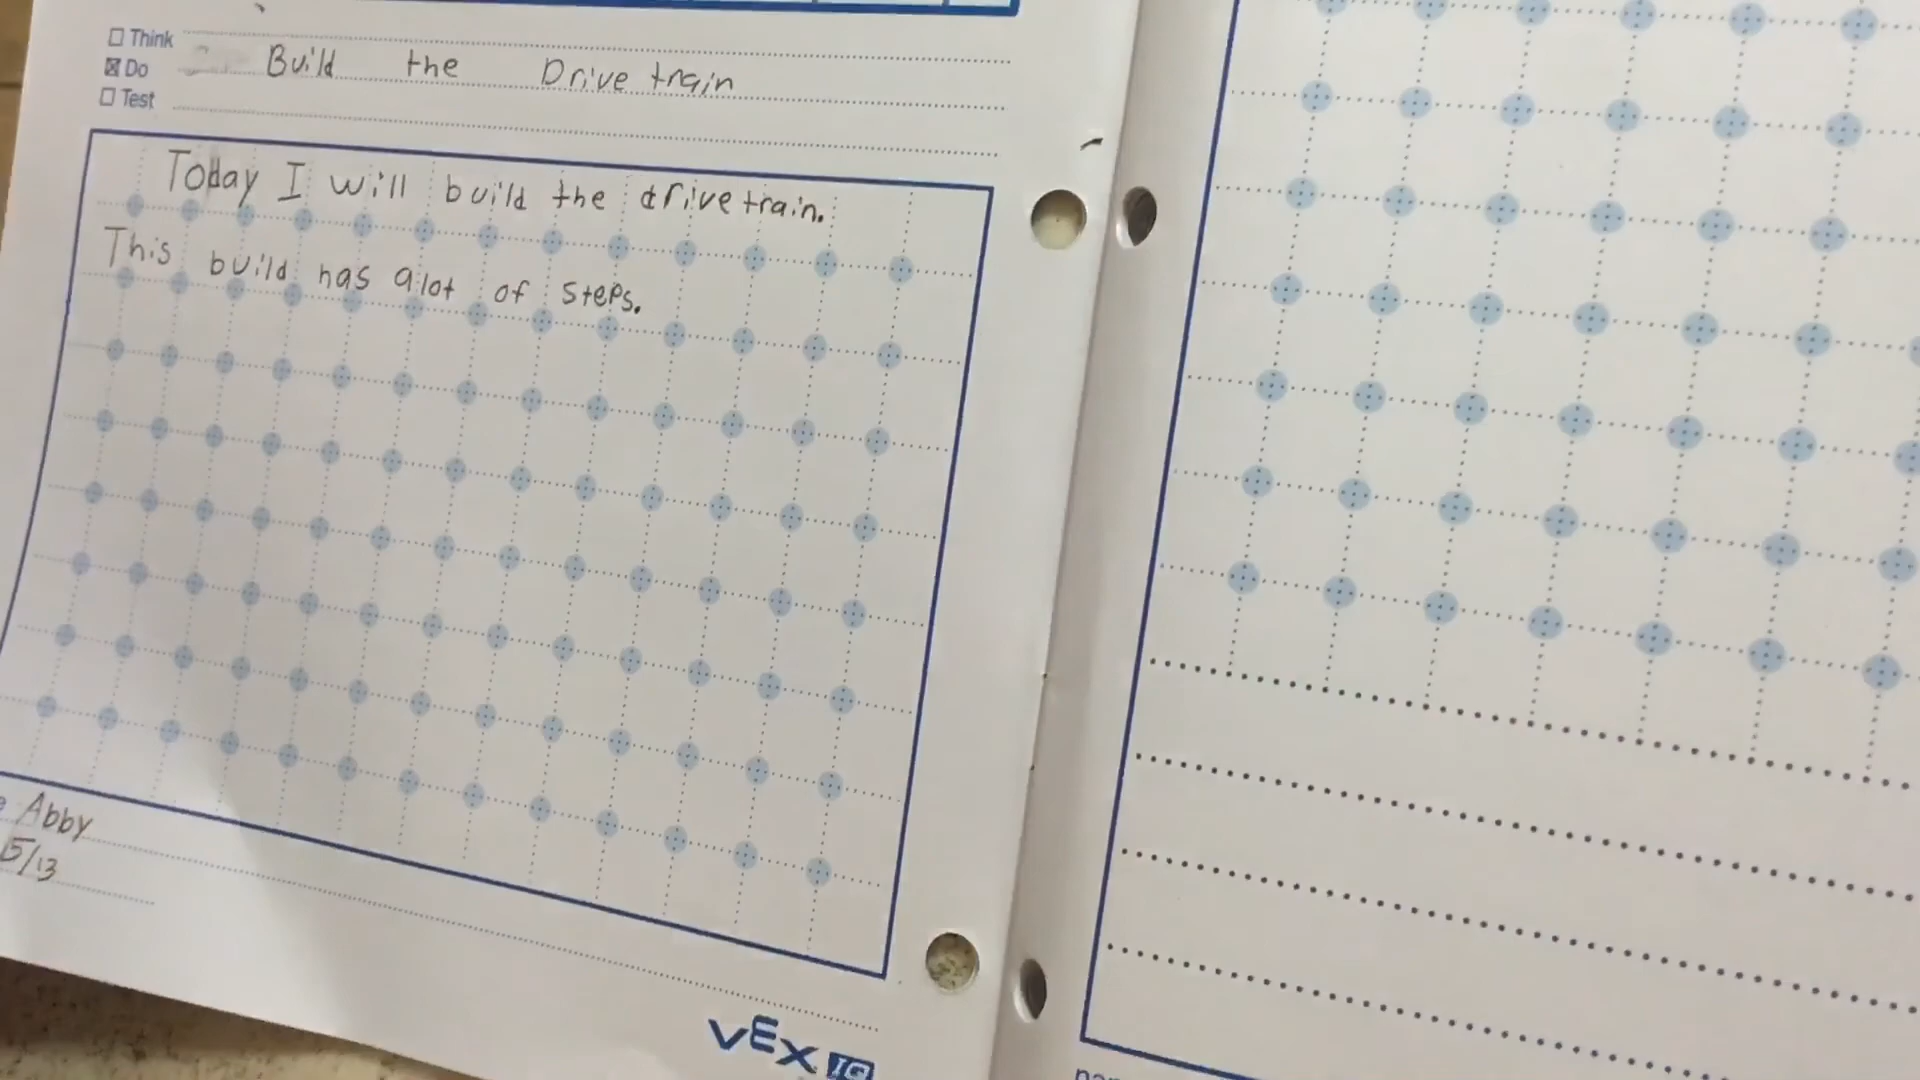 Think
Do Build the Drive train
Test
Today I will build the drive train.
This build has alot of steps.
Abby
5/13
VEX IQ